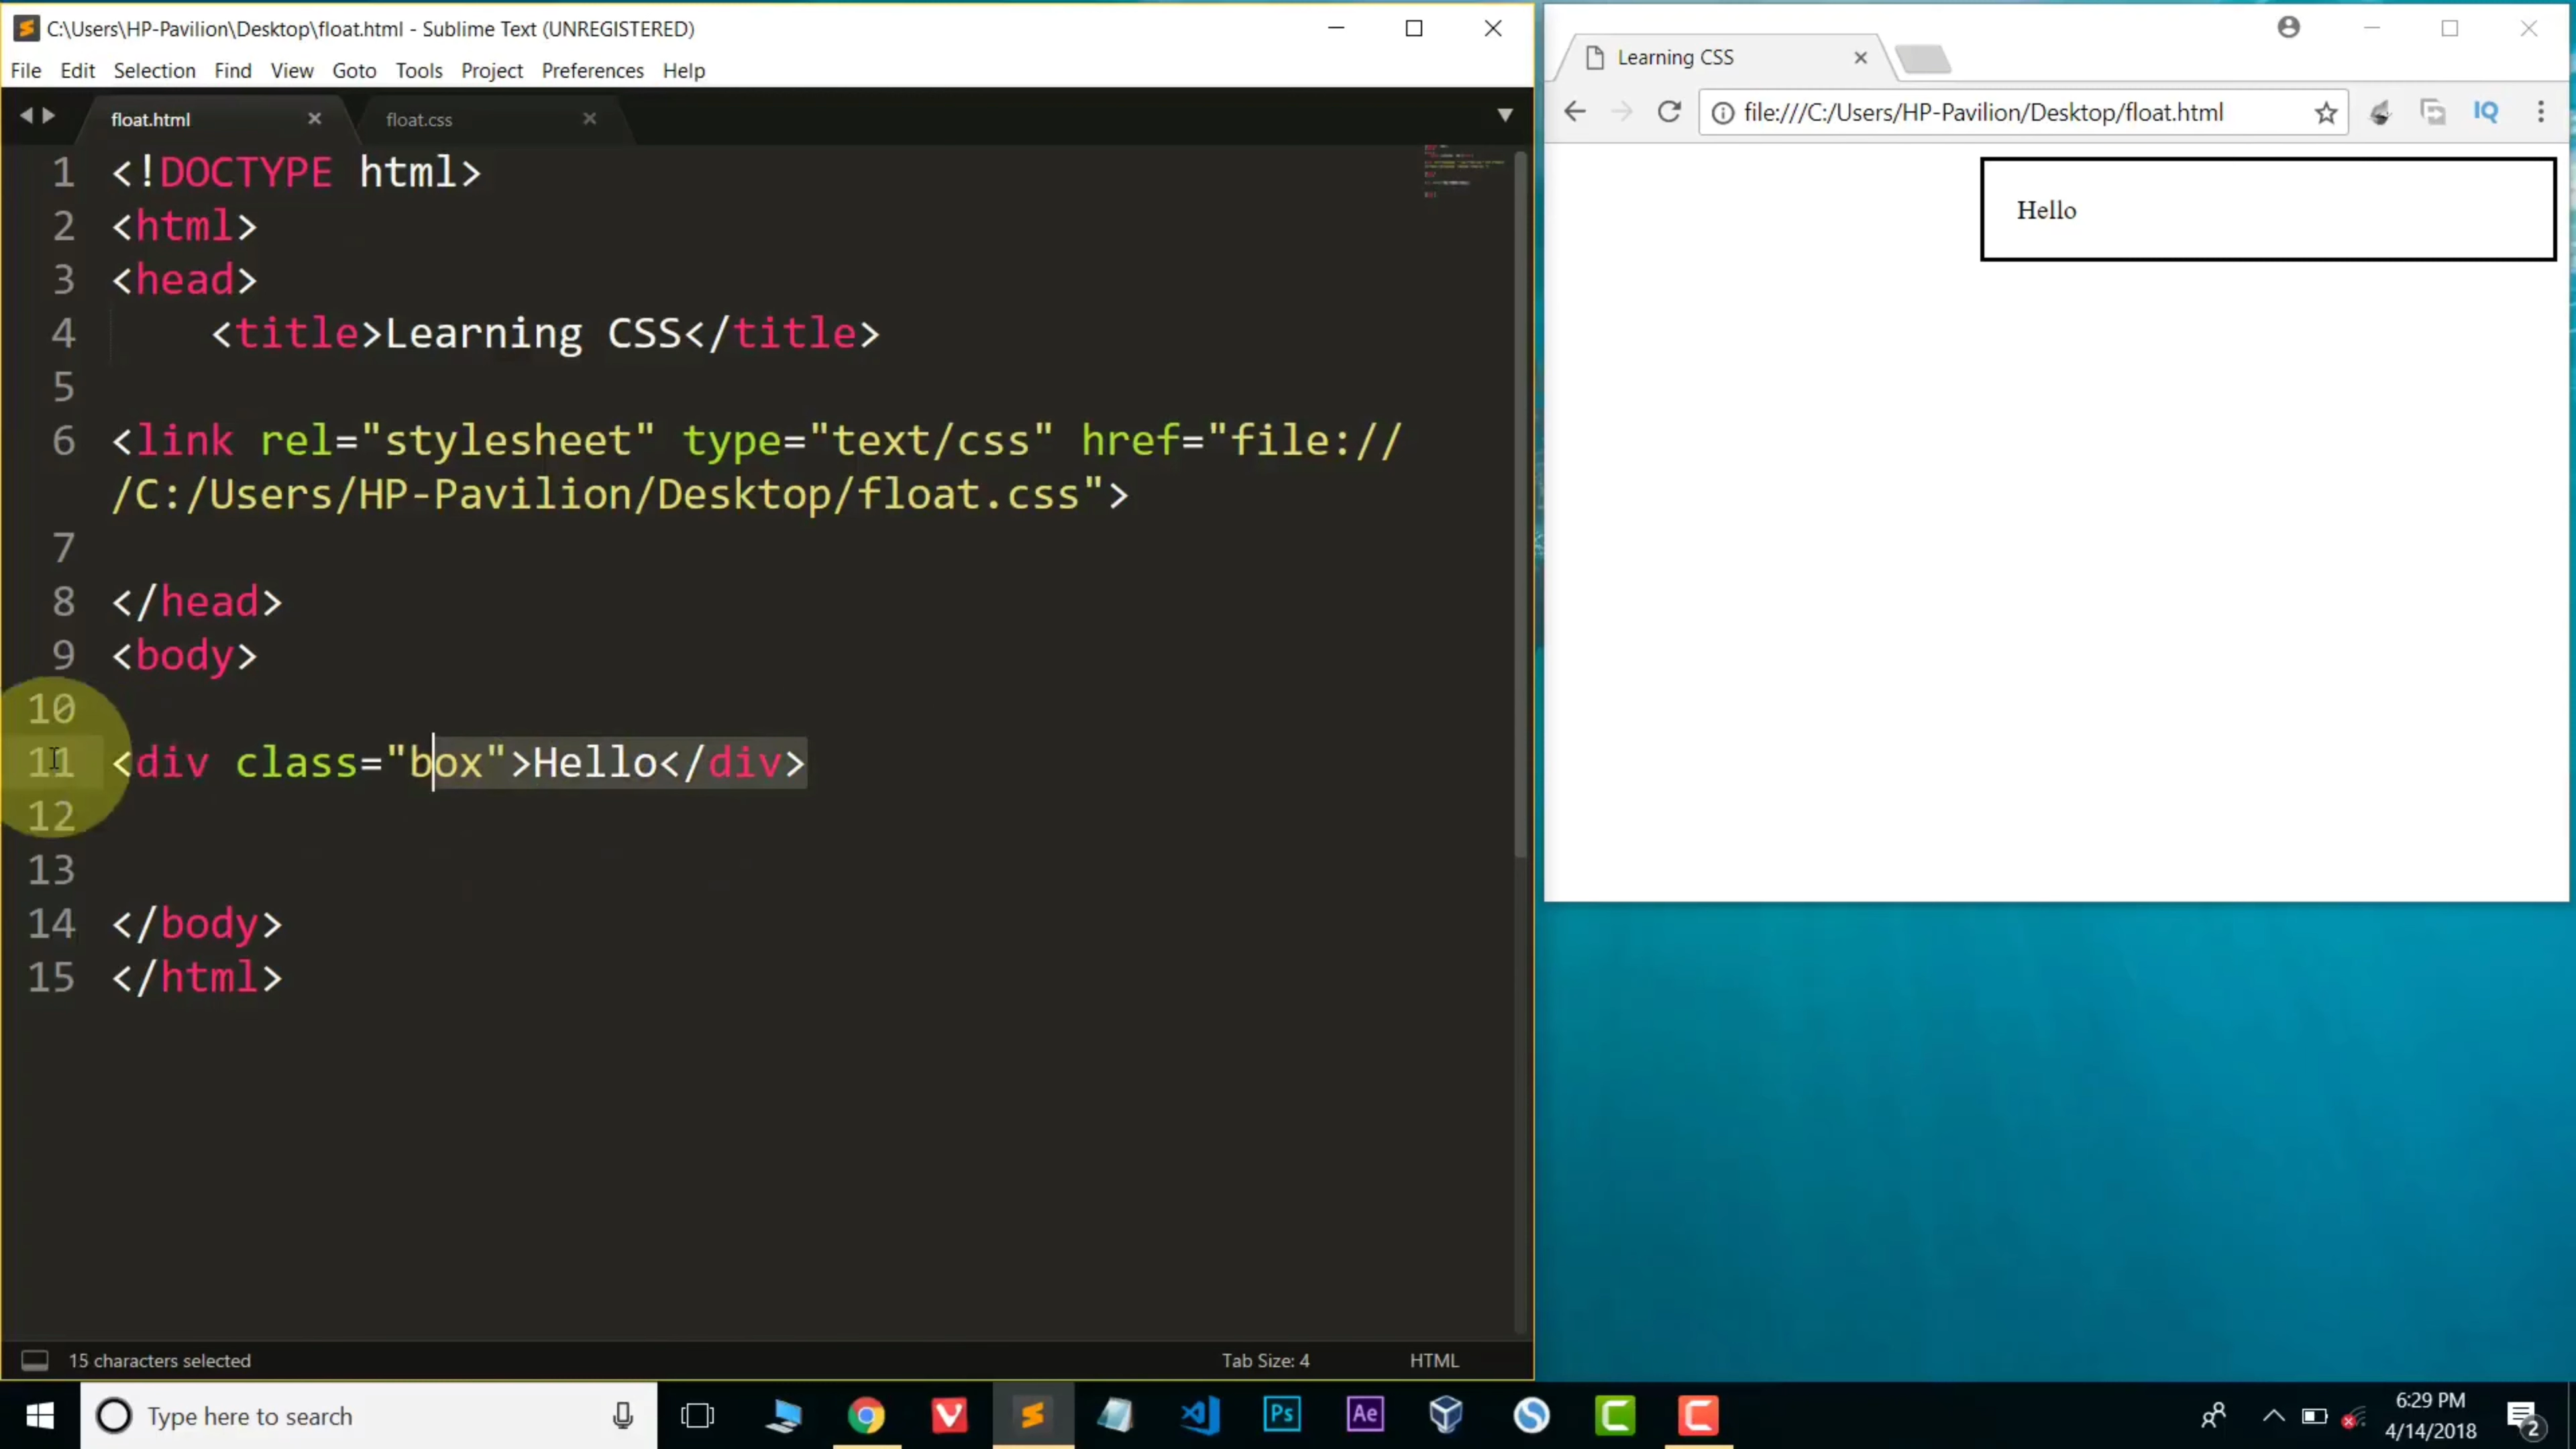 C:\Users\HP-Pavilion\Desktop\float.html - Sublime Text (UNREGISTERED)
File Edit Selection Find View Goto Tools Project Preferences Help
float.html float.css
1 <!DOCTYPE html>
2 <html>
3 <head>
4 <title>Learning CSS</title>
5
6 <link rel="stylesheet" type="text/css" href="file://
/C:/Users/HP-Pavilion/Desktop/float.css">
7
8 </head>
9 <body>
10
11 <div class="box">Hello</div>
12
13
14 </body>
15 </html>
15 characters selected Tab Size: 4 HTML
Learning CSS
file:///C:/Users/HP-Pavilion/Desktop/float.html IQ
Hello
Type here to search
Ps
Ae
6:29 PM
4/14/2018
2